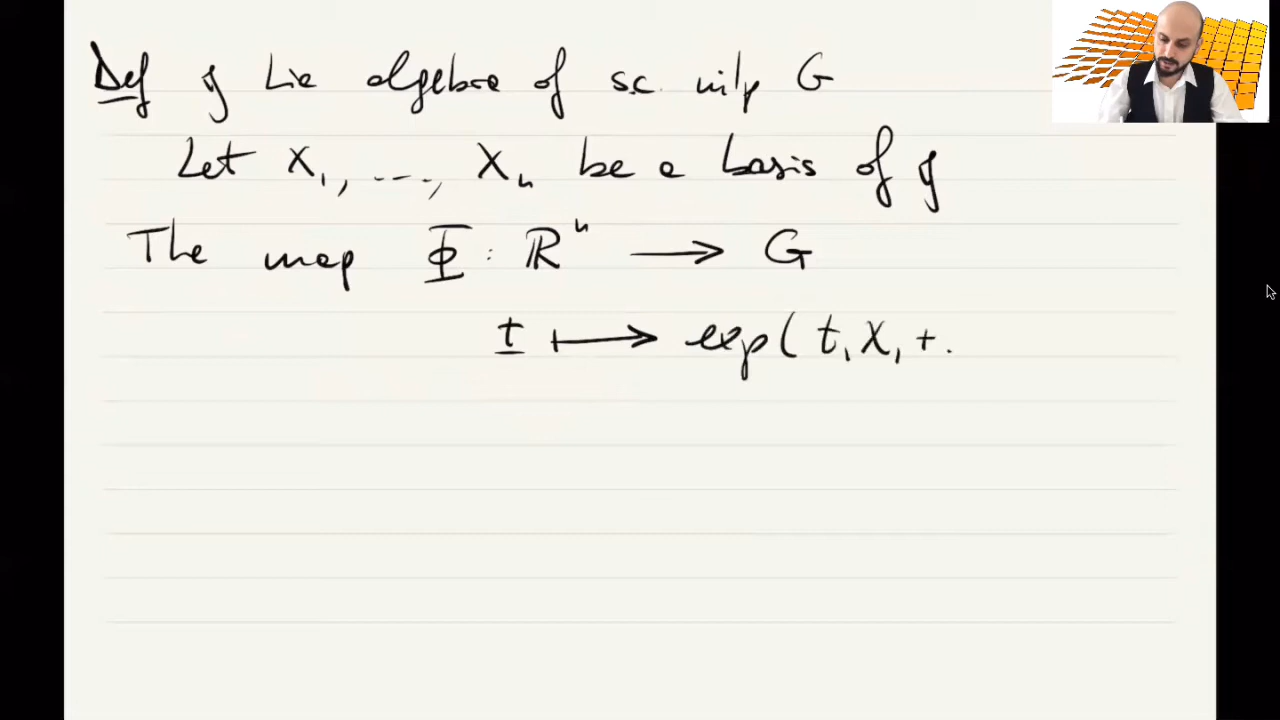 Def g Lie algebra of s.c. nilp G
Let X₁, ---, Xₙ be a basis of g
The map Φ : ℝⁿ ⟶ G
t ⟼ exp( t₁X₁ + .